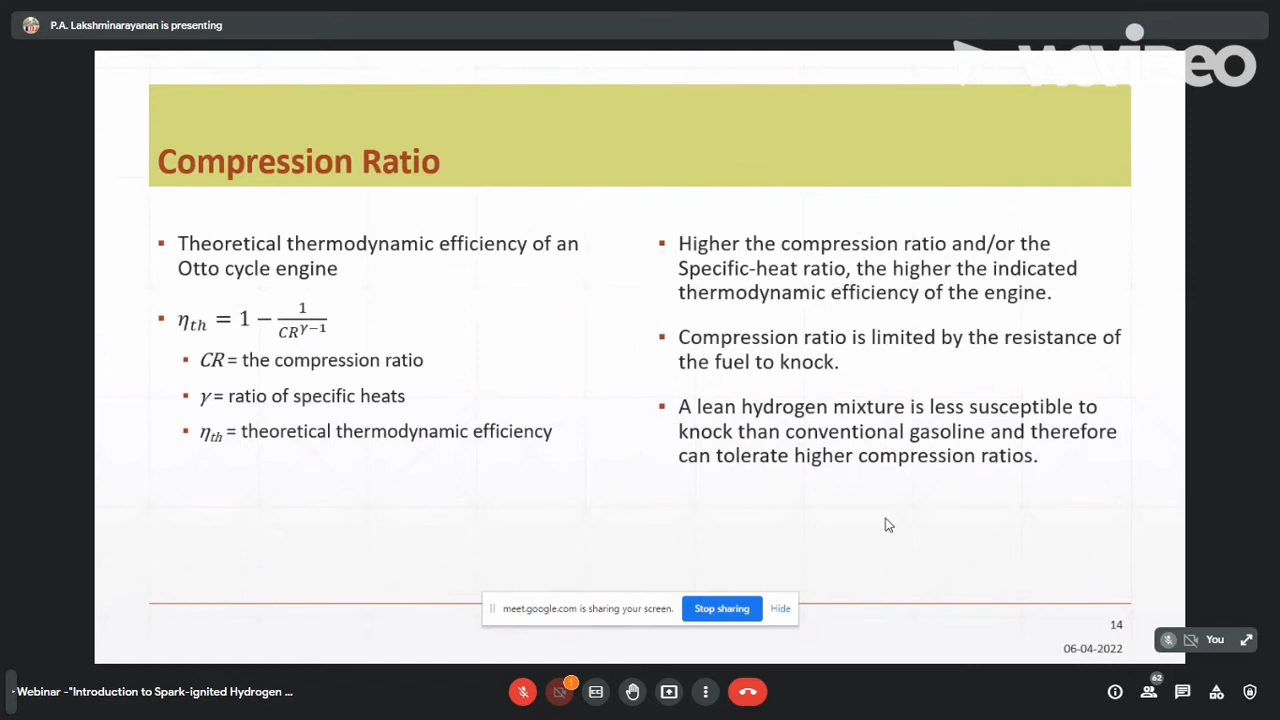 P.A. Lakshminarayanan is presenting
Compression Ratio
▪ Theoretical thermodynamic efficiency of an
Otto cycle engine
▪ η_th = 1 − 1/CR^(γ−1)
▪ CR = the compression ratio
▪ γ = ratio of specific heats
▪ η_th = theoretical thermodynamic efficiency
▪ Higher the compression ratio and/or the
Specific-heat ratio, the higher the indicated
thermodynamic efficiency of the engine.
▪ Compression ratio is limited by the resistance of
the fuel to knock.
▪ A lean hydrogen mixture is less susceptible to
knock than conventional gasoline and therefore
can tolerate higher compression ratios.
meet.google.com is sharing your screen. Stop sharing Hide
14
06-04-2022
You
Webinar -"Introduction to Spark-ignited Hydrogen ...
62